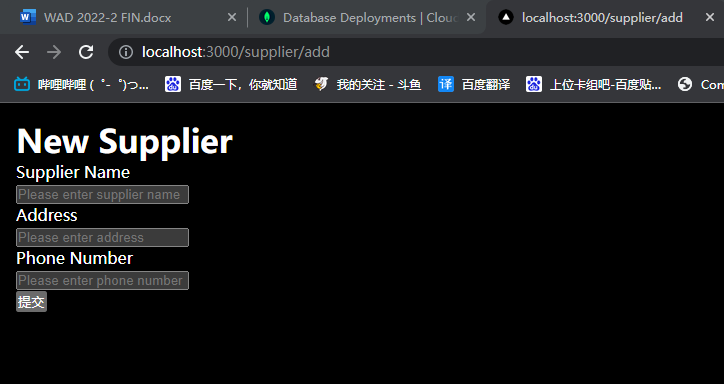 WAD 2022-2 FIN.docx
Database Deployments | Cloud
localhost:3000/supplier/add
localhost:3000/supplier/add
哔哩哔哩 (゜-゜)つ...
百度一下，你就知道
我的关注 - 斗鱼
译 百度翻译
上位卡组吧-百度贴...
Com
New Supplier
Supplier Name
Please enter supplier name
Address
Please enter address
Phone Number
Please enter phone number
提交